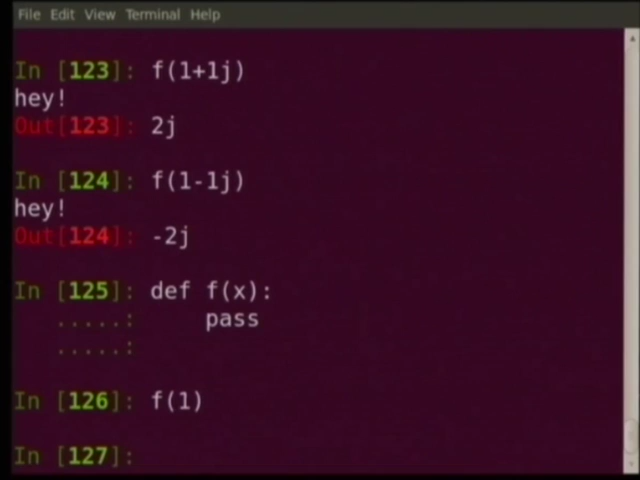 File Edit View Terminal Help
In [123]: f(1+1j)
hey!
Out[123]: 2j
In [124]: f(1-1j)
hey!
Out[124]: -2j
In [125]: def f(x):
.....:     pass
.....:
In [126]: f(1)
In [127]: